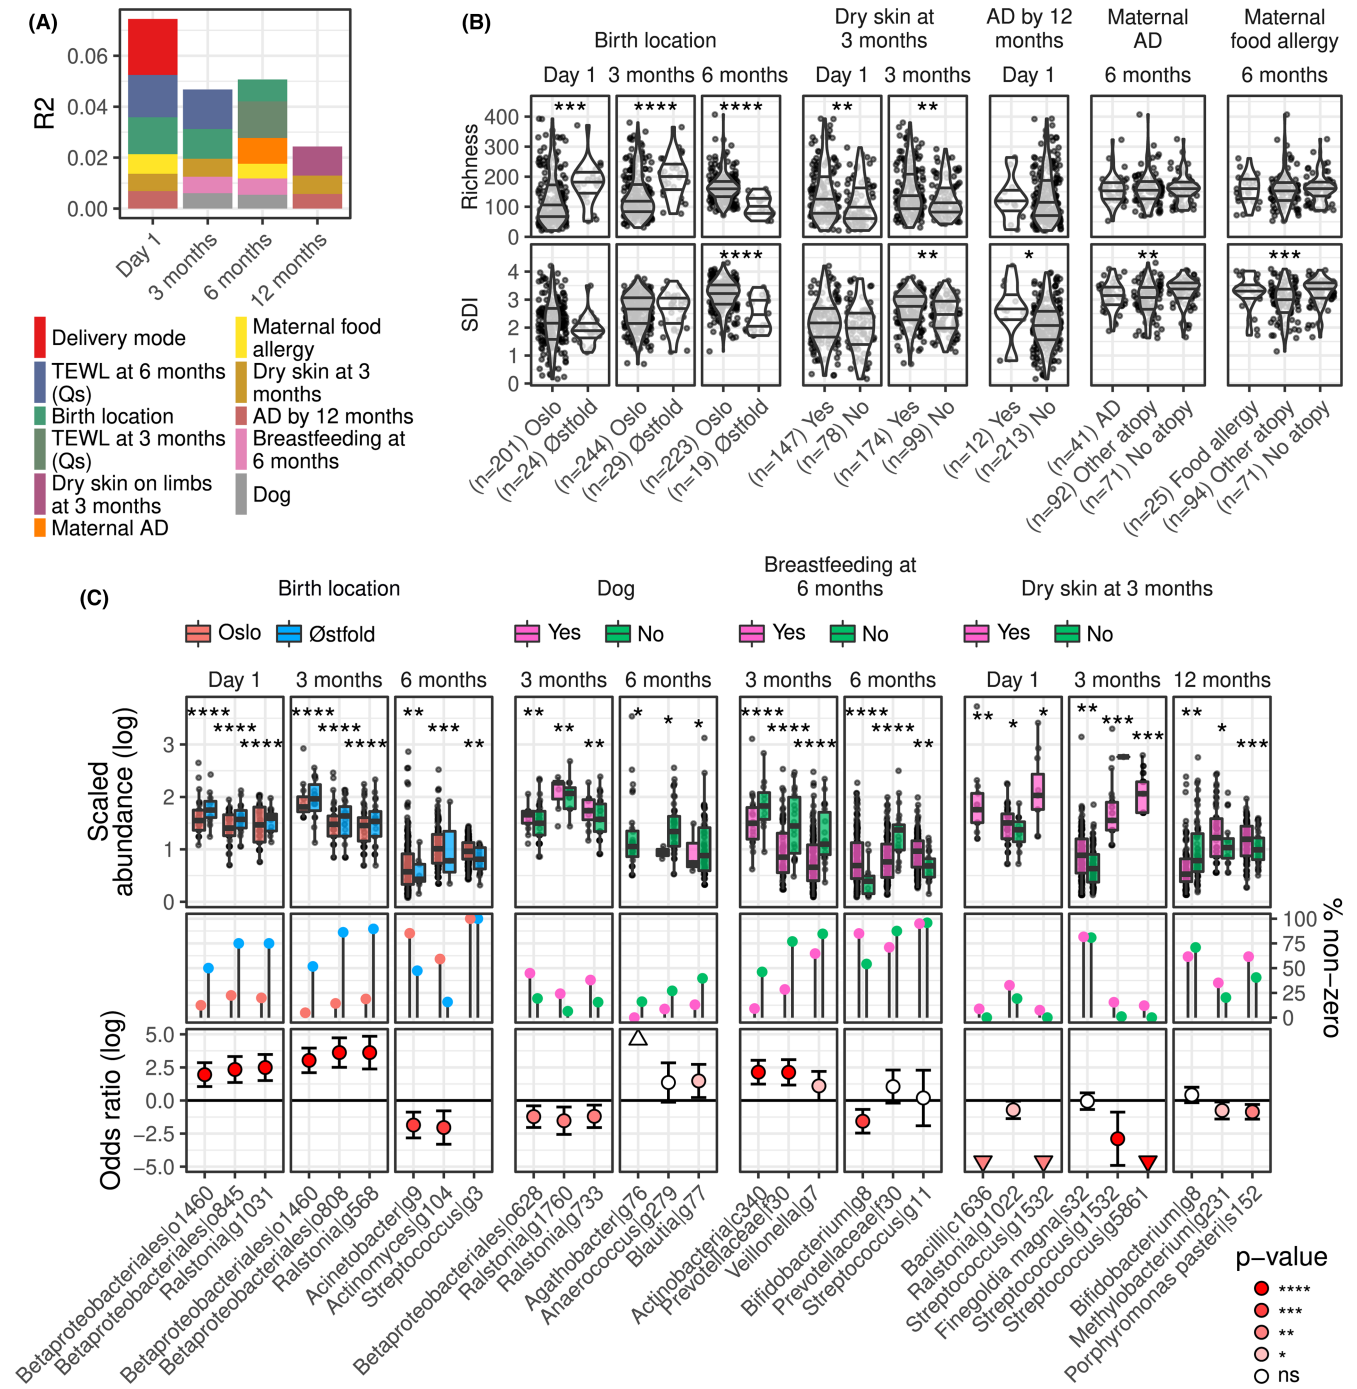 (A)
R2
0.06
0.04
0.02
0.00
Day 1
3 months
6 months
12 months
Delivery mode
TEWL at 6 months
(Qs)
Birth location
TEWL at 3 months
(Qs)
Dry skin on limbs
at 3 months
Maternal AD
Maternal food
allergy
Dry skin at 3
months
AD by 12 months
Breastfeeding at
6 months
Dog
(B)
Birth location
Dry skin at
3 months
AD by 12
months
Maternal
AD
Maternal
food allergy
Day 1
3 months
6 months
Day 1
3 months
Day 1
6 months
6 months
Richness
400
300
200
100
0
***
****
****
**
**
SDI
4
3
2
1
0
****
**
*
**
***
(n=201) Oslo
(n=24) Østfold
(n=244) Oslo
(n=29) Østfold
(n=223) Oslo
(n=19) Østfold
(n=147) Yes
(n=78) No
(n=174) Yes
(n=99) No
(n=12) Yes
(n=213) No
(n=41) AD
(n=92) Other atopy
(n=71) No atopy
(n=25) Food allergy
(n=94) Other atopy
(n=71) No atopy
(C)
Birth location
Dog
Breastfeeding at
6 months
Dry skin at 3 months
Oslo
Østfold
Yes
No
Yes
No
Yes
No
Day 1
3 months
6 months
3 months
6 months
3 months
6 months
Day 1
3 months
12 months
Scaled
abundance (log)
3
2
1
0
****
****
****
****
****
****
**
***
**
**
**
**
*
*
*
****
****
****
****
****
**
**
*
*
**
***
***
**
*
***
% non−zero
100
75
50
25
0
Odds ratio (log)
5.0
2.5
0.0
−2.5
−5.0
Betaproteobacteriales|o1460
Betaproteobacteriales|o845
Ralstonia|g1031
Betaproteobacteriales|o1460
Betaproteobacteriales|o808
Ralstonia|g568
Acinetobacter|g9
Actinomyces|g104
Streptococcus|g3
Betaproteobacteriales|o628
Ralstonia|g1760
Ralstonia|g733
Agathobacter|g76
Anaerococcus|g279
Blautia|g77
Actinobacteria|c340
Prevotellaceae|f30
Veillonella|g7
Bifidobacterium|g8
Prevotellaceae|f30
Streptococcus|g11
Bacilli|c1636
Ralstonia|g1022
Streptococcus|g1532
Finegoldia magna|s32
Streptococcus|g1532
Streptococcus|g5861
Bifidobacterium|g8
Methylobacterium|g231
Porphyromonas pasteri|s152
p−value
****
***
**
*
ns